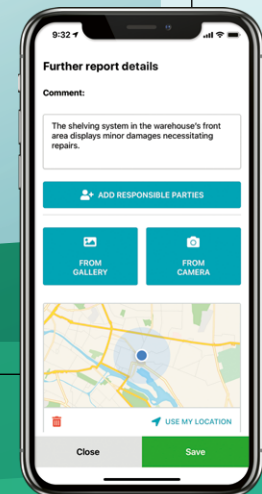 9:32
Further report details
Comment:
The shelving system in the warehouse's front
area displays minor damages necessitating
repairs.
ADD RESPONSIBLE PARTIES
FROM
GALLERY
FROM
CAMERA
USE MY LOCATION
Close
Save